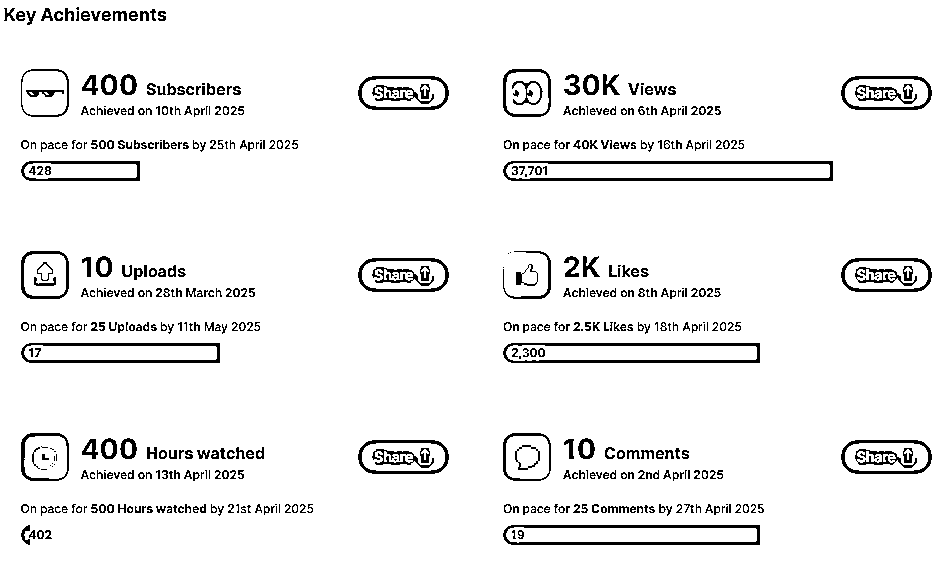 Key Achievements
400 Subscribers
Achieved on 10th April 2025
Share
On pace for 500 Subscribers by 25th April 2025
428
30K Views
Achieved on 6th April 2025
Share
On pace for 40K Views by 16th April 2025
37,701
10 Uploads
Achieved on 28th March 2025
Share
On pace for 25 Uploads by 11th May 2025
17
2K Likes
Achieved on 8th April 2025
Share
On pace for 2.5K Likes by 18th April 2025
2,300
400 Hours watched
Achieved on 13th April 2025
Share
On pace for 500 Hours watched by 21st April 2025
402
10 Comments
Achieved on 2nd April 2025
Share
On pace for 25 Comments by 27th April 2025
19